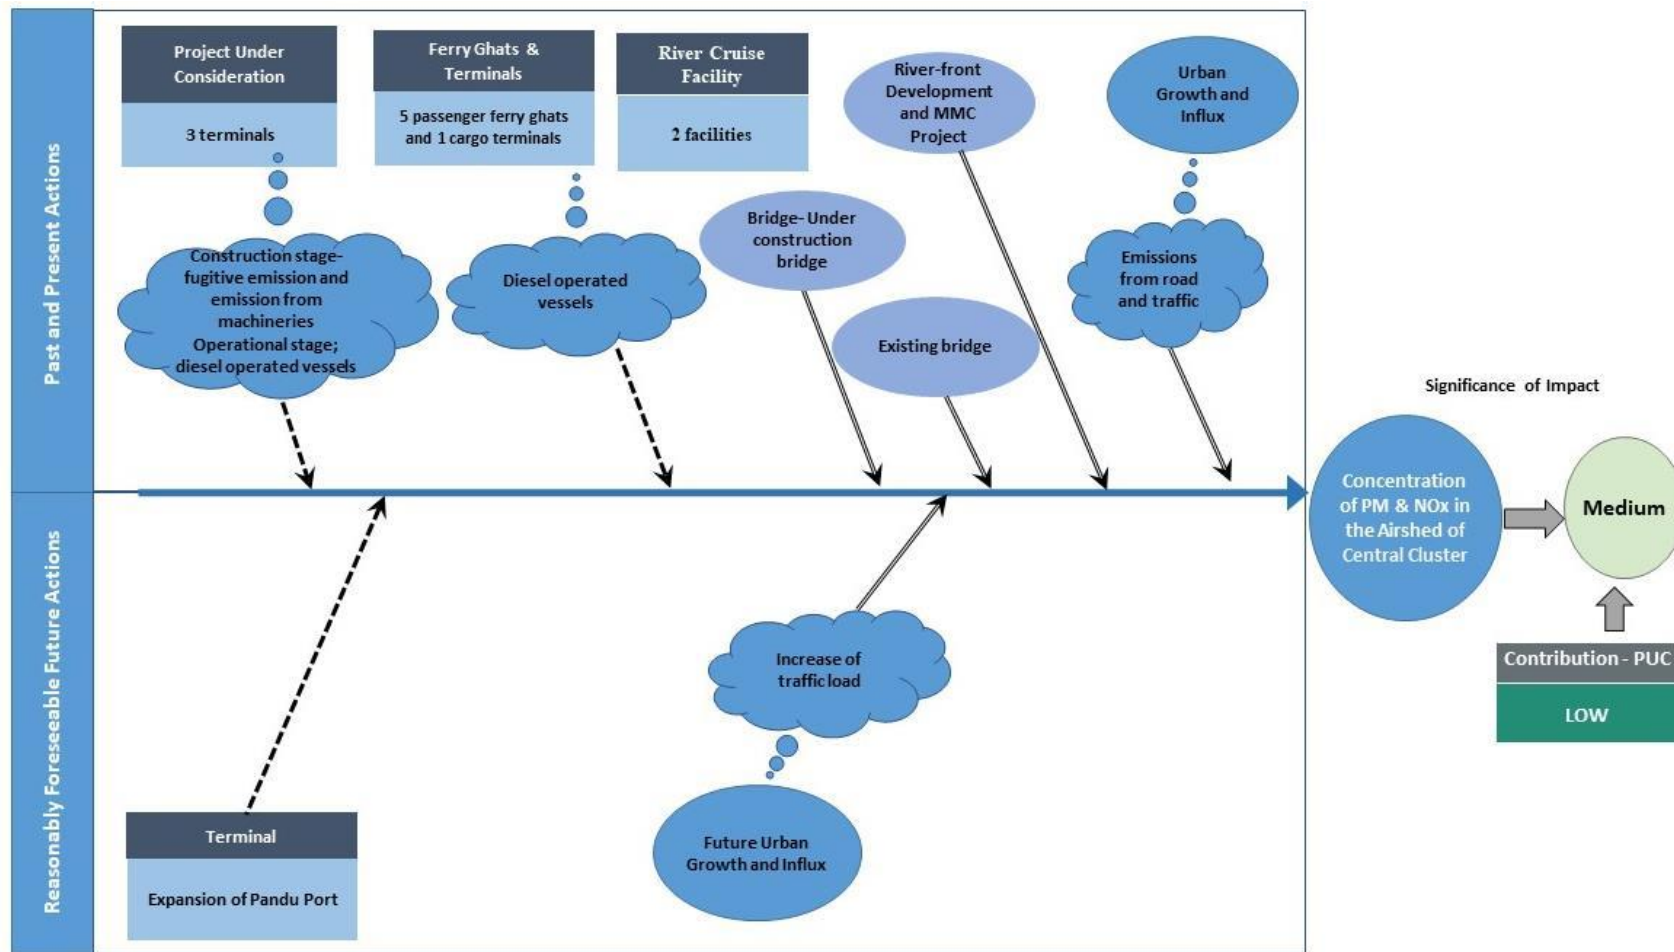 Past and Present Actions
Project Under
Consideration
3 terminals
Ferry Ghats &
Terminals
5 passenger ferry ghats
and 1 cargo terminals
River Cruise
Facility
2 facilities
River-front
Development
and MMC
Project
Urban
Growth and
Influx
Bridge- Under
construction
bridge
Existing bridge
Construction stage-
fugitive emission and
emission from
machineries
Operational stage;
diesel operated vessels
Diesel operated
vessels
Emissions
from road
and traffic
Significance of Impact
Concentration
of PM & NOx in
the Airshed of
Central Cluster
Medium
Contribution - PUC
LOW
Reasonably Foreseeable Future Actions
Increase of
traffic load
Future Urban
Growth and Influx
Terminal
Expansion of Pandu Port